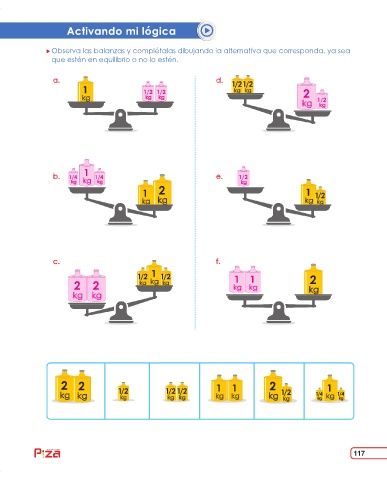 Activando mi lógica
Observa las balanzas y complétalas dibujando la alternativa que corresponda, ya sea
que estén en equilibrio o no lo estén.
a.
1
kg
1/2
kg
1/2
kg
d.
1/2
kg
1/2
kg
2
kg
1/2
kg
b.
1/4
kg
1
kg
1/4
kg
1
kg
2
kg
e.
1/2
kg
1
kg
1/2
kg
c.
2
kg
2
kg
1/2
kg
1
kg
1/2
kg
f.
1
kg
1
kg
2
kg
2
kg
2
kg
1/2
kg
1/2
kg
1/2
kg
1
kg
1
kg
2
kg
1/2
kg
1/4
kg
1
kg
1/4
kg
117